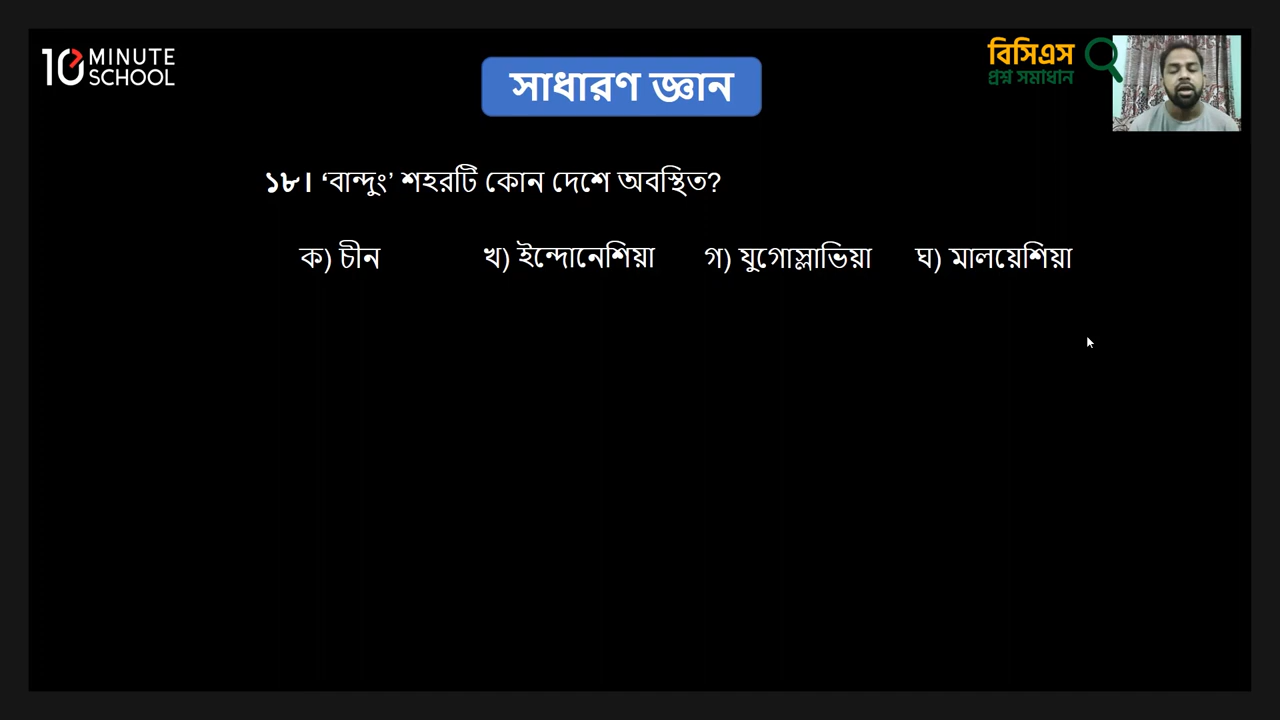 10 MINUTE SCHOOL
বিসিএস
প্রশ্ন সমাধান
সাধারণ জ্ঞান
১৮। ‘বান্দুং’ শহরটি কোন দেশে অবস্থিত?
ক) চীন খ) ইন্দোনেশিয়া গ) যুগোস্লাভিয়া ঘ) মালয়েশিয়া